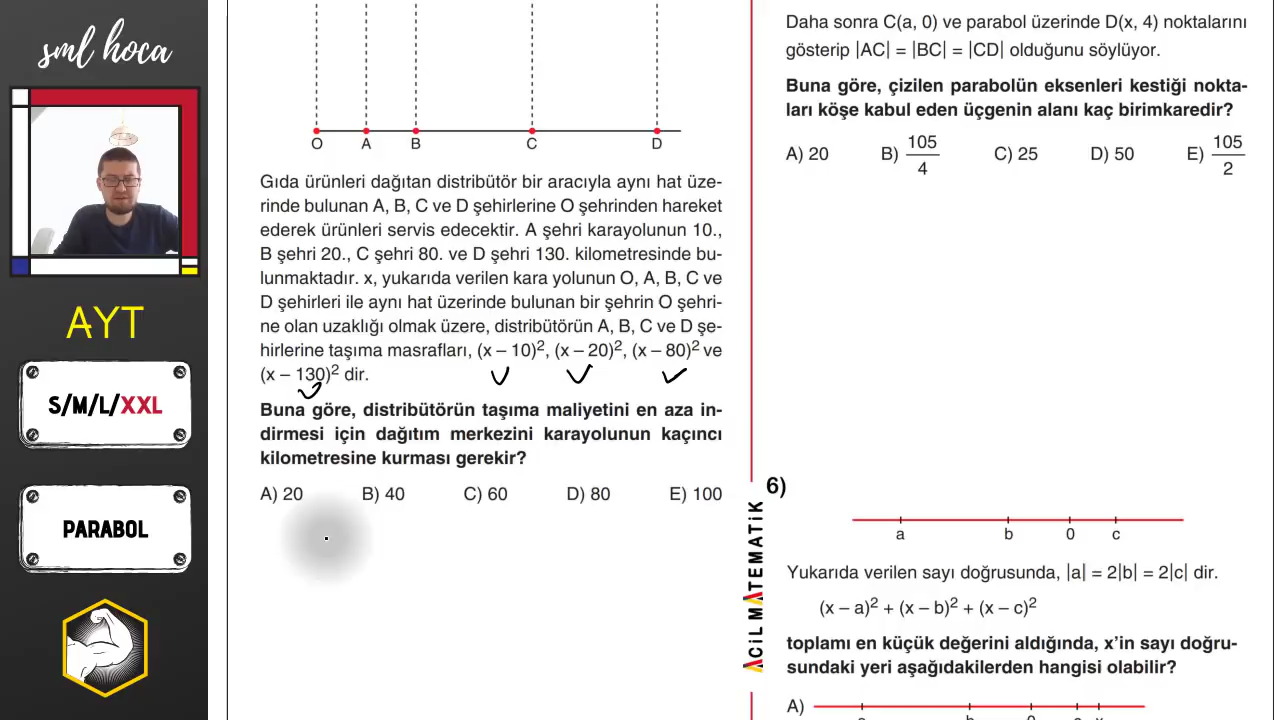 sml hoca
AYT
S/M/L/XXL
PARABOL
O A B C D
Gıda ürünleri dağıtan distribütör bir aracıyla aynı hat üze-
rinde bulunan A, B, C ve D şehirlerine O şehrinden hareket
ederek ürünleri servis edecektir. A şehri karayolunun 10.,
B şehri 20., C şehri 80. ve D şehri 130. kilometresinde bu-
lunmaktadır. x, yukarıda verilen kara yolunun O, A, B, C ve
D şehirleri ile aynı hat üzerinde bulunan bir şehrin O şehri-
ne olan uzaklığı olmak üzere, distribütörün A, B, C ve D şe-
hirlerine taşıma masrafları, (x – 10)², (x – 20)², (x – 80)² ve
(x – 130)² dir.
Buna göre, distribütörün taşıma maliyetini en aza in-
dirmesi için dağıtım merkezini karayolunun kaçıncı
kilometresine kurması gerekir?
A) 20 B) 40 C) 60 D) 80 E) 100
ACİL MATEMATİK
Daha sonra C(a, 0) ve parabol üzerinde D(x, 4) noktalarını
gösterip |AC| = |BC| = |CD| olduğunu söylüyor.
Buna göre, çizilen parabolün eksenleri kestiği nokta-
ları köşe kabul eden üçgenin alanı kaç birimkaredir?
A) 20 B) 105/4 C) 25 D) 50 E) 105/2
6)
a b 0 c
Yukarıda verilen sayı doğrusunda, |a| = 2|b| = 2|c| dir.
(x – a)² + (x – b)² + (x – c)²
toplamı en küçük değerini aldığında, x'in sayı doğru-
sundaki yeri aşağıdakilerden hangisi olabilir?
A)